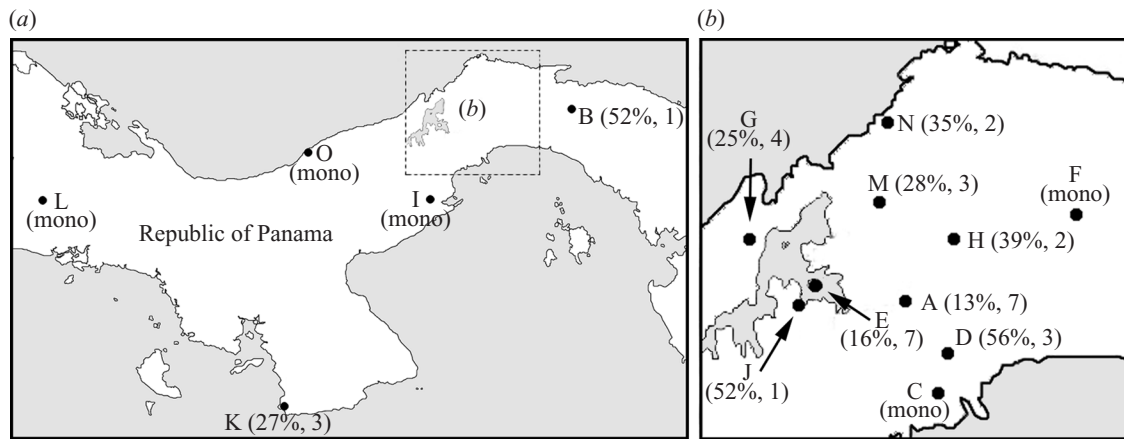 (a)
(b)
B (52%, 1)
O
(mono)
L
(mono)
I
(mono)
Republic of Panama
K (27%, 3)
(b)
G
(25%, 4)
N (35%, 2)
M (28%, 3)
F
(mono)
H (39%, 2)
A (13%, 7)
E
(16%, 7)
D (56%, 3)
J
(52%, 1)
C
(mono)